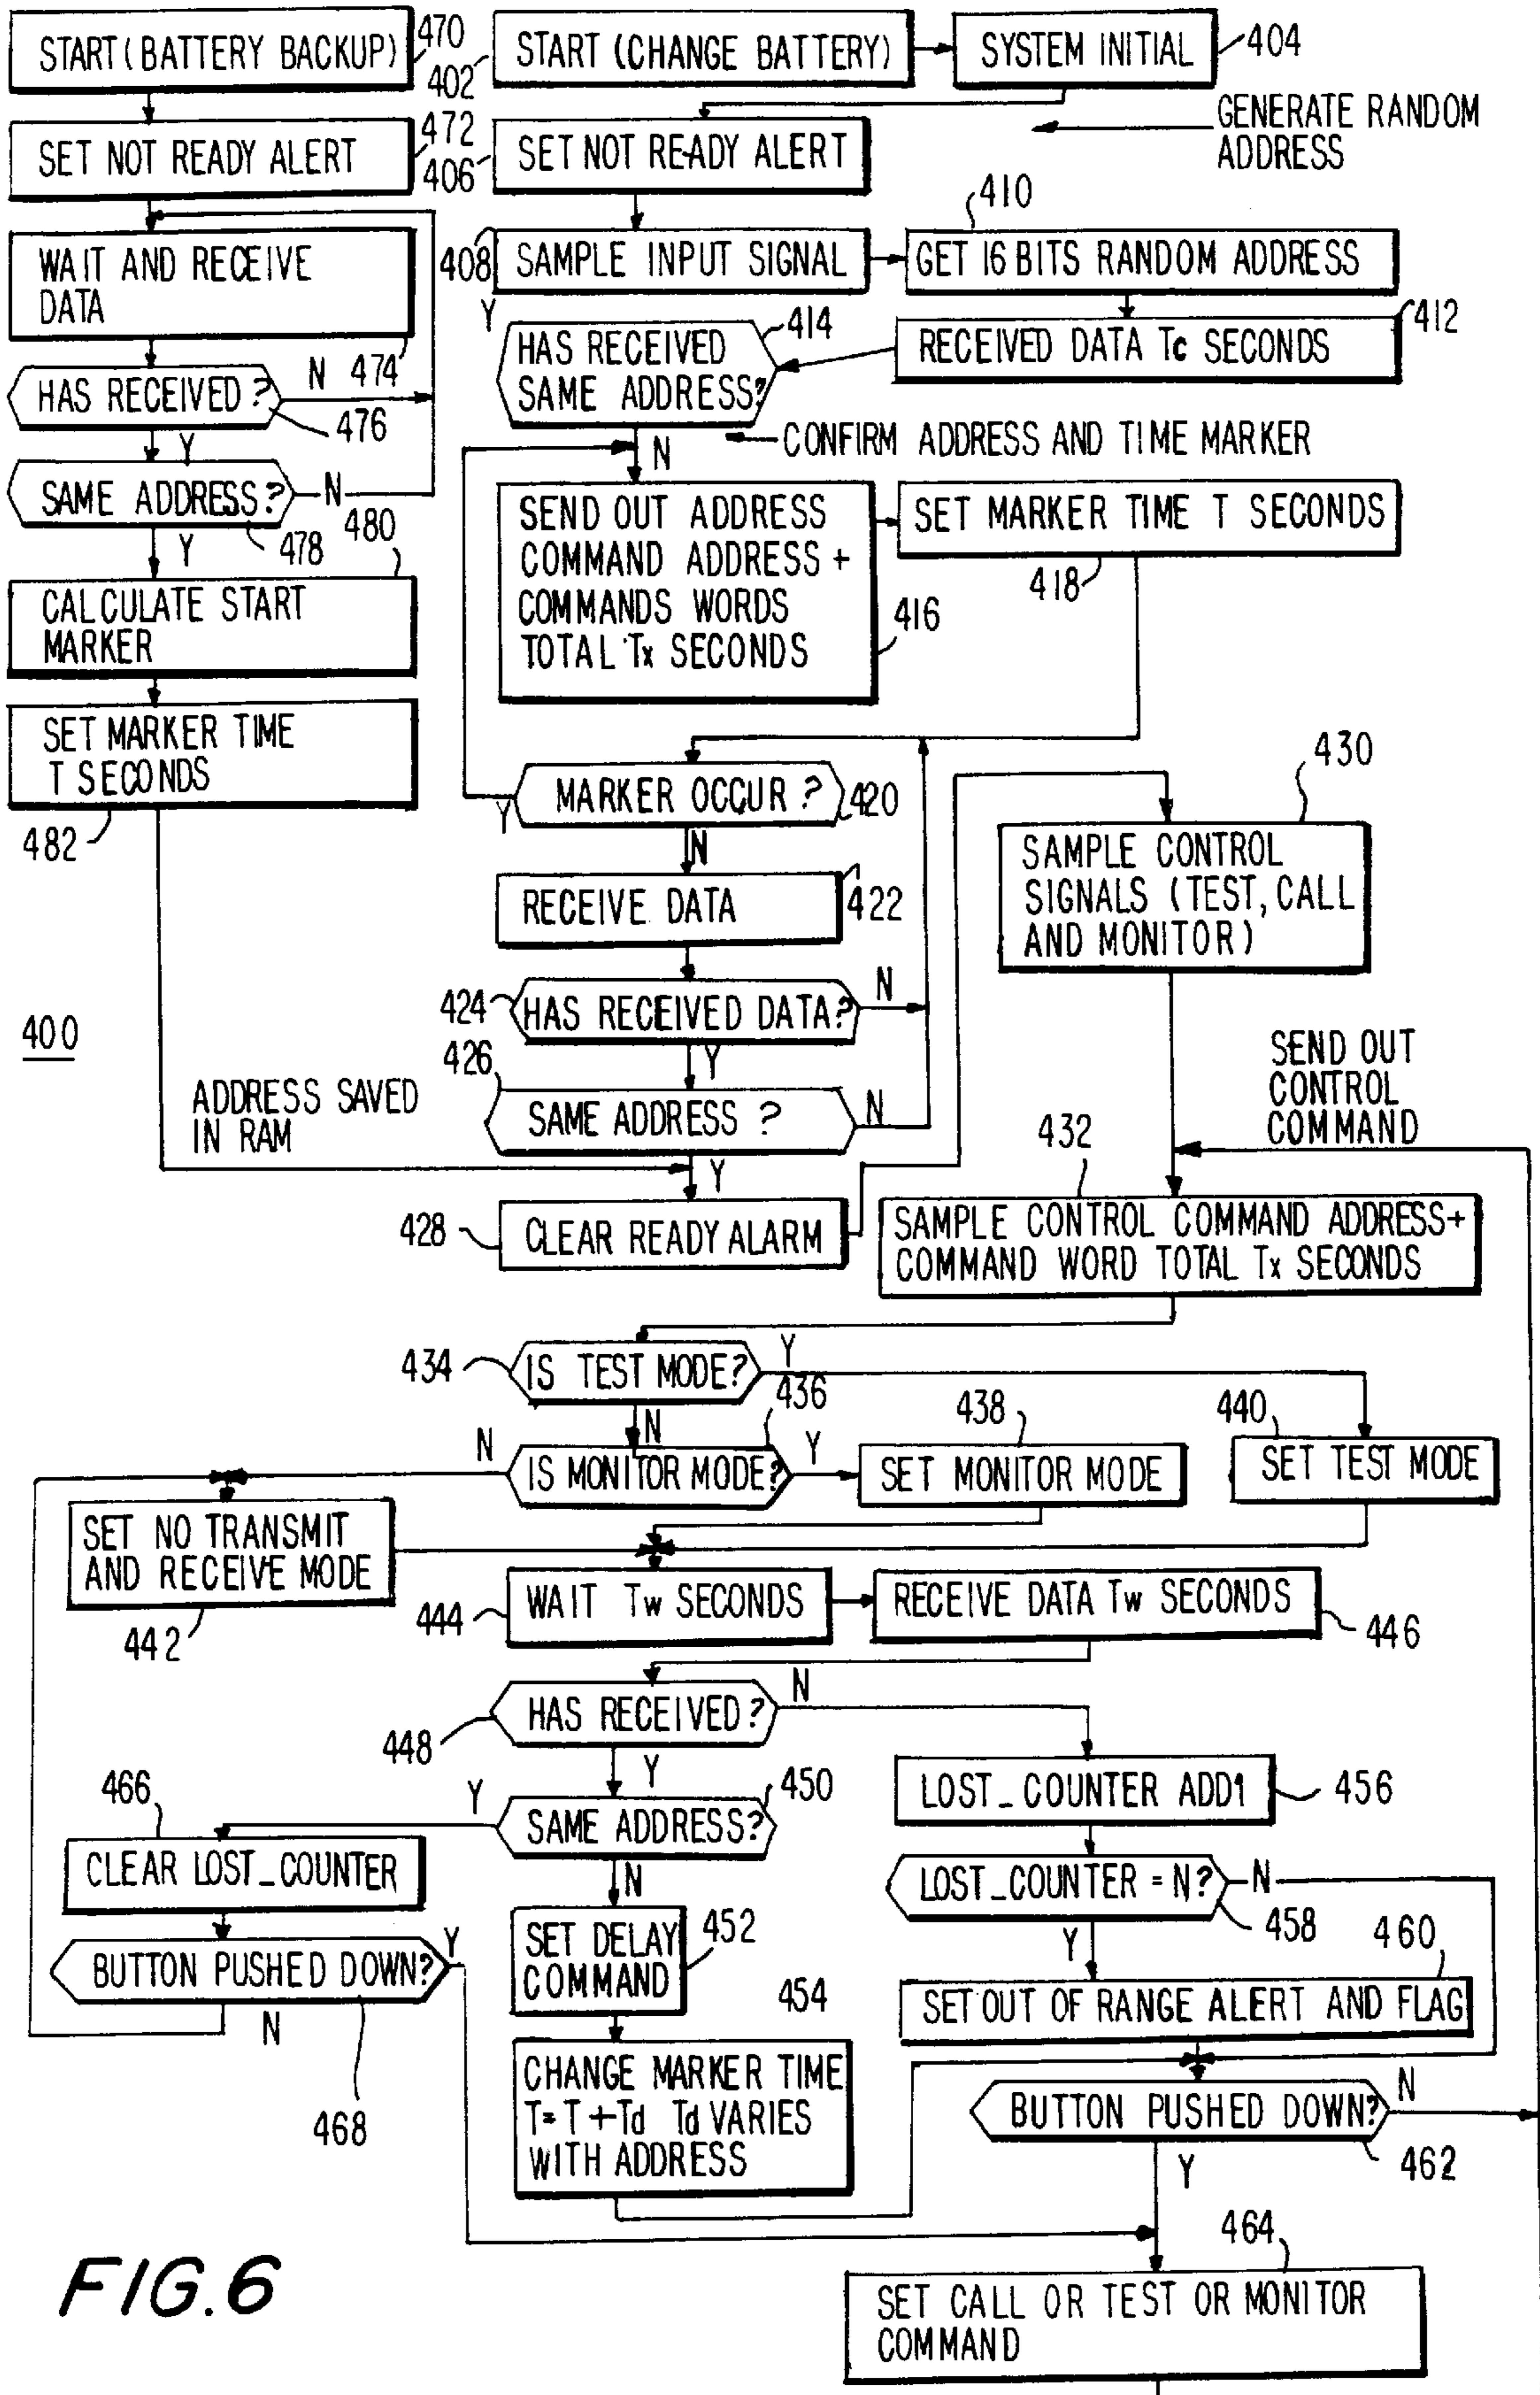 START (BATTERY BACKUP)
470
402
START (CHANGE BATTERY)
SYSTEM INITIAL
404
SET NOT READY ALERT
472
406
SET NOT READY ALERT
GENERATE RANDOM
ADDRESS
410
WAIT AND RECEIVE
DATA
474
408
SAMPLE INPUT SIGNAL
GET 16 BITS RANDOM ADDRESS
Y
HAS RECEIVED
SAME ADDRESS?
414
RECEIVED DATA Tc SECONDS
412
HAS RECEIVED?
N
476
Y
N
CONFIRM ADDRESS AND TIME MARKER
SAME ADDRESS?
N
478
Y
480
SEND OUT ADDRESS
COMMAND ADDRESS +
COMMANDS WORDS
TOTAL Tx SECONDS
416
SET MARKER TIME T SECONDS
418
CALCULATE START
MARKER
SET MARKER TIME
T SECONDS
482
MARKER OCCUR ?
420
Y
N
430
SAMPLE CONTROL
SIGNALS (TEST, CALL
AND MONITOR)
RECEIVE DATA
422
424
HAS RECEIVED DATA?
N
400
426
Y
SEND OUT
CONTROL
COMMAND
ADDRESS SAVED
IN RAM
SAME ADDRESS ?
N
Y
432
428
CLEAR READY ALARM
SAMPLE CONTROL COMMAND ADDRESS+
COMMAND WORD TOTAL Tx SECONDS
434
IS TEST MODE?
Y
N
436
438
440
N
IS MONITOR MODE?
Y
SET MONITOR MODE
SET TEST MODE
SET NO TRANSMIT
AND RECEIVE MODE
442
444
WAIT Tw SECONDS
RECEIVE DATA Tw SECONDS
446
448
HAS RECEIVED?
N
Y
466
Y
SAME ADDRESS?
450
LOST_COUNTER ADD1
456
CLEAR LOST_COUNTER
N
LOST_COUNTER = N?
N
458
Y
SET DELAY
COMMAND
452
460
BUTTON PUSHED DOWN?
Y
N
468
454
SET OUT OF RANGE ALERT AND FLAG
CHANGE MARKER TIME
T=T+Td Td VARIES
WITH ADDRESS
BUTTON PUSHED DOWN?
N
462
Y
464
FIG.6
SET CALL OR TEST OR MONITOR
COMMAND